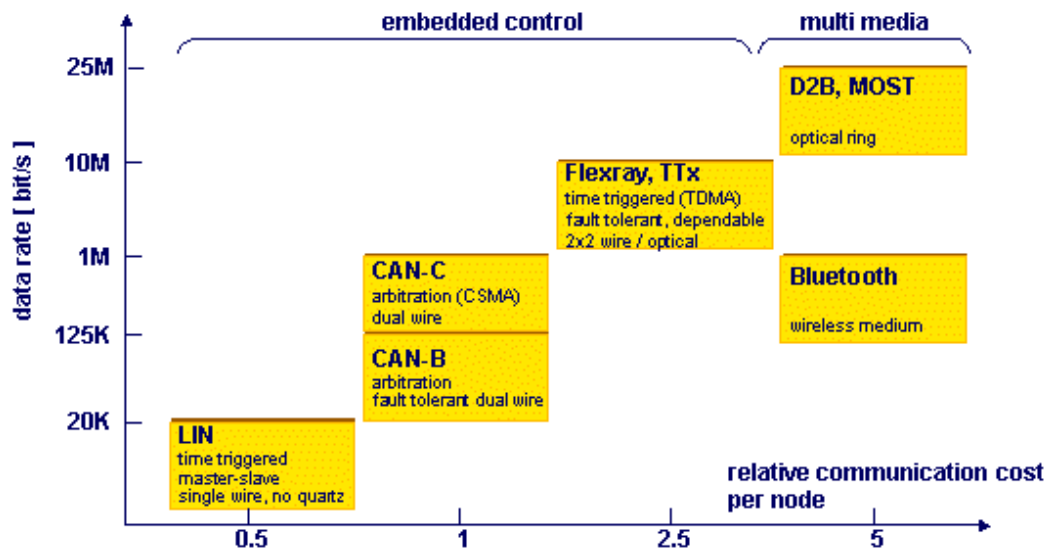 embedded control
multi media
25M
10M
1M
125K
20K
data rate [ bit/s ]
D2B, MOST
optical ring
Flexray, TTx
time triggered (TDMA)
fault tolerant, dependable
2x2 wire / optical
CAN-C
arbitration (CSMA)
dual wire
Bluetooth
wireless medium
CAN-B
arbitration
fault tolerant dual wire
LIN
time triggered
master-slave
single wire, no quartz
relative communication cost
per node
0.5
1
2.5
5